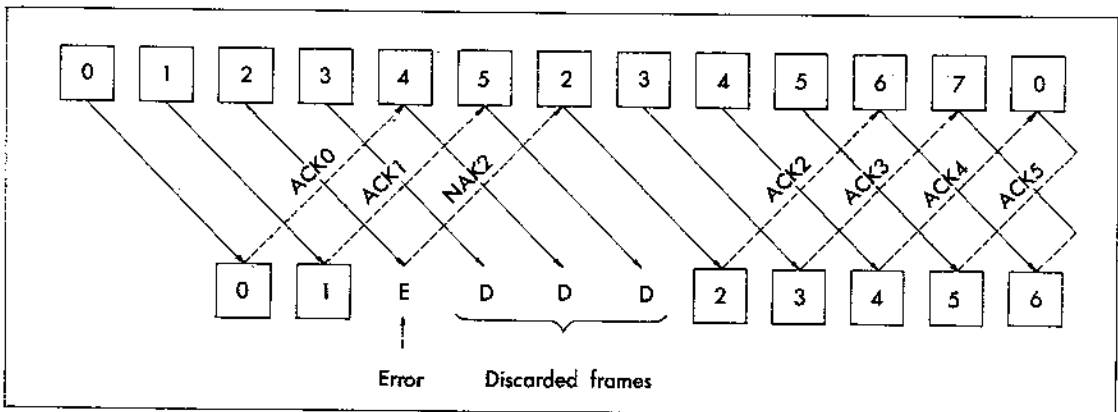 0 1 2 3 4 5 2 3 4 5 6 7 0
ACK0 ACK1 NAK2 ACK2 ACK3 ACK4 ACK5
0 1 E D D D 2 3 4 5 6
Error Discarded frames